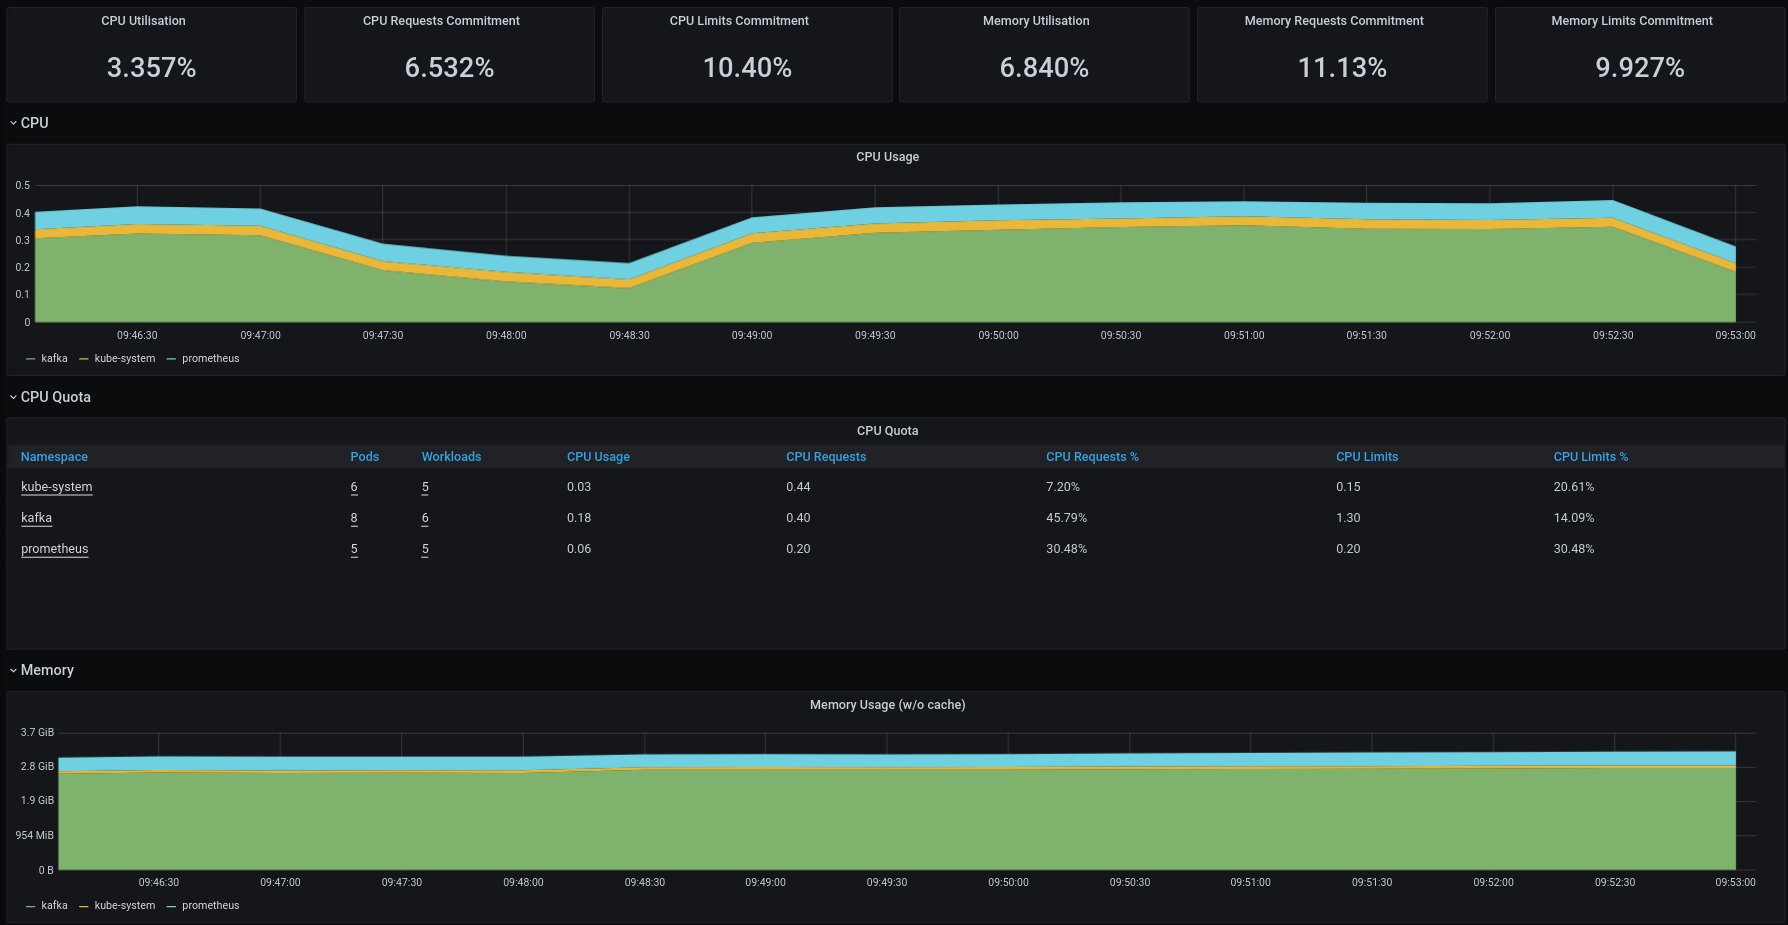 CPU Utilisation CPU Requests Commitment CPU Limits Commitment Memory Utilisation Memory Requests Commitment Memory Limits Commitment
3.357% 6.532% 10.40% 6.840% 11.13% 9.927%
CPU
CPU Usage
0.5
0.4
0.3
0.2
0.1
0
09:46:30 09:47:00 09:47:30 09:48:00 09:48:30 09:49:00 09:49:30 09:50:00 09:50:30 09:51:00 09:51:30 09:52:00 09:52:30 09:53:00
kafka kube-system prometheus
CPU Quota
CPU Quota
Namespace Pods Workloads CPU Usage CPU Requests CPU Requests % CPU Limits CPU Limits %
kube-system 6 5 0.03 0.44 7.20% 0.15 20.61%
kafka 8 6 0.18 0.40 45.79% 1.30 14.09%
prometheus 5 5 0.06 0.20 30.48% 0.20 30.48%
Memory
Memory Usage (w/o cache)
3.7 GiB
2.8 GiB
1.9 GiB
954 MiB
0 B
09:46:30 09:47:00 09:47:30 09:48:00 09:48:30 09:49:00 09:49:30 09:50:00 09:50:30 09:51:00 09:51:30 09:52:00 09:52:30 09:53:00
kafka kube-system prometheus